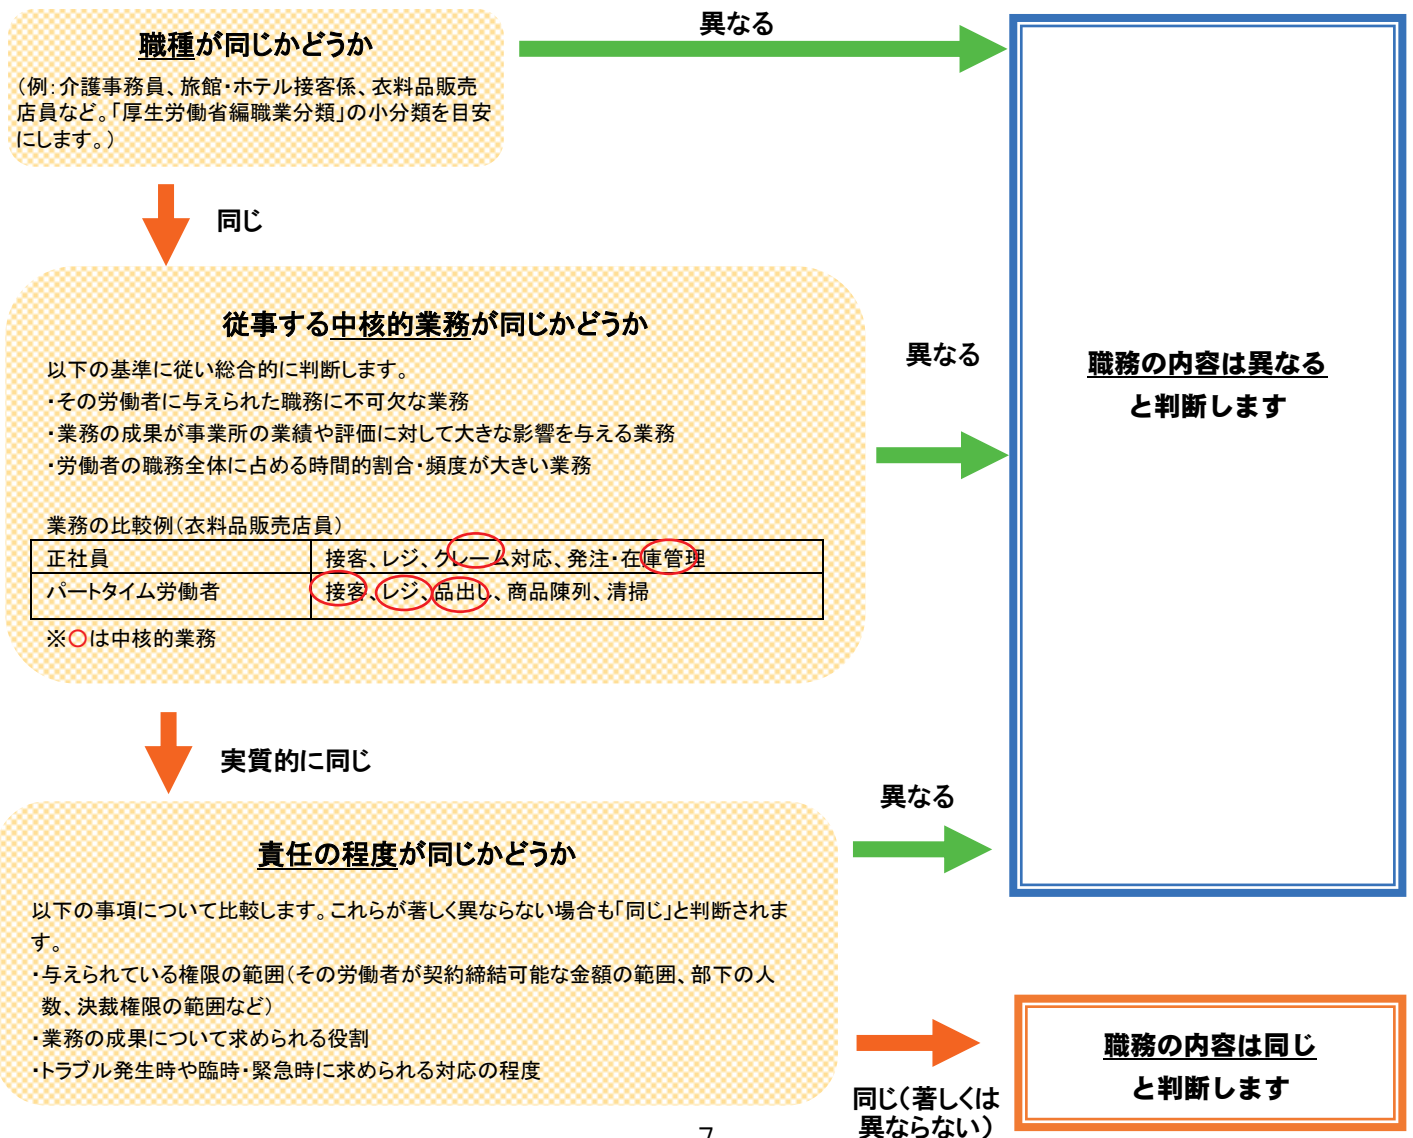 職種が同じかどうか
（例：介護事務員、旅館・ホテル接客係、衣料品販売
店員など。「厚生労働省編職業分類」の小分類を目安
にします。）
異なる
同じ
従事する中核的業務が同じかどうか
以下の基準に従い総合的に判断します。
・その労働者に与えられた職務に不可欠な業務
・業務の成果が事業所の業績や評価に対して大きな影響を与える業務
・労働者の職務全体に占める時間的割合・頻度が大きい業務
業務の比較例（衣料品販売店員）
正社員 接客、レジ、クレーム対応、発注・在庫管理
パートタイム労働者 接客、レジ、品出し、商品陳列、清掃
※○は中核的業務
異なる
職務の内容は異なる
と判断します
実質的に同じ
責任の程度が同じかどうか
以下の事項について比較します。これらが著しく異ならない場合も「同じ」と判断されま
す。
・与えられている権限の範囲（その労働者が契約締結可能な金額の範囲、部下の人
数、決裁権限の範囲など）
・業務の成果について求められる役割
・トラブル発生時や臨時・緊急時に求められる対応の程度
異なる
同じ（著しくは
異ならない）
職務の内容は同じ
と判断します
7